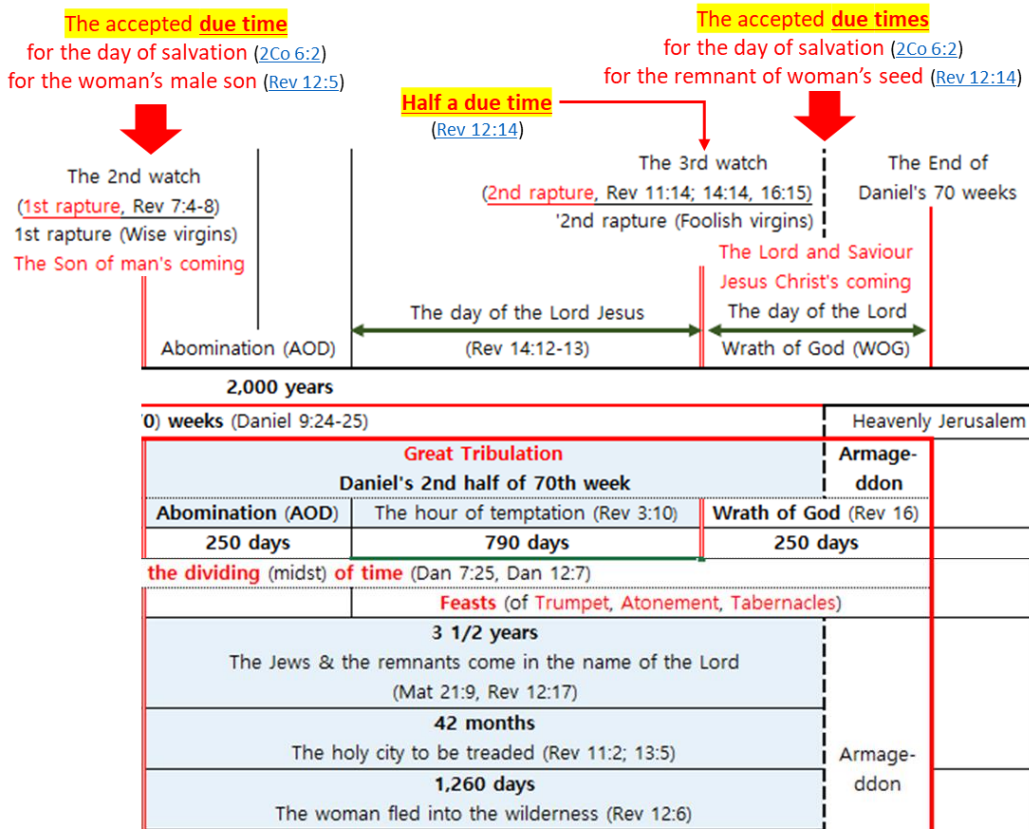 The accepted due time
for the day of salvation (2Co 6:2)
for the woman's male son (Rev 12:5)
The accepted due times
for the day of salvation (2Co 6:2)
for the remnant of woman's seed (Rev 12:14)
Half a due time
(Rev 12:14)
The 2nd watch
(1st rapture, Rev 7:4-8)
1st rapture (Wise virgins)
The Son of man's coming
The 3rd watch
(2nd rapture, Rev 11:14; 14:14, 16:15)
'2nd rapture (Foolish virgins)
The End of
Daniel's 70 weeks
The Lord and Saviour
Jesus Christ's coming
Abomination (AOD)
The day of the Lord Jesus
(Rev 14:12-13)
The day of the Lord
Wrath of God (WOG)
2,000 years
0) weeks (Daniel 9:24-25)
Heavenly Jerusalem
Great Tribulation
Daniel's 2nd half of 70th week
Armage-
ddon
Abomination (AOD)
The hour of temptation (Rev 3:10)
Wrath of God (Rev 16)
250 days
790 days
250 days
the dividing (midst) of time (Dan 7:25, Dan 12:7)
Feasts (of Trumpet, Atonement, Tabernacles)
3 1/2 years
The Jews & the remnants come in the name of the Lord
(Mat 21:9, Rev 12:17)
42 months
The holy city to be treaded (Rev 11:2; 13:5)
1,260 days
The woman fled into the wilderness (Rev 12:6)
Armage-
ddon